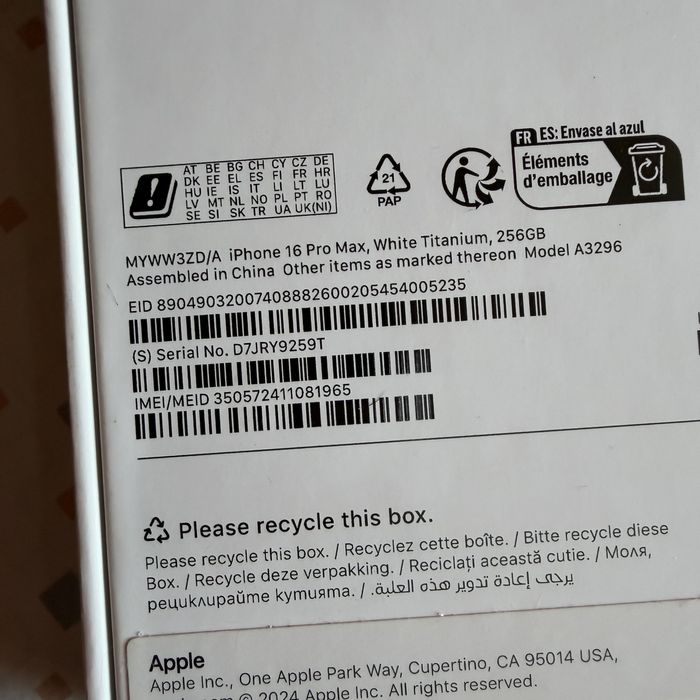 AT BE BG CH CY CZ DE
DK EE EL ES FI FR HR
HU IE IS IT LI LT LU
LV MT NL NO PL PT RO
SE SI SK TR UA UK(NI)
21
PAP
FR ES: Envase al azul
Éléments
d'emballage
MYWW3ZD/A iPhone 16 Pro Max, White Titanium, 256GB
Assembled in China Other items as marked thereon Model A3296
EID 89049032007408882600205454005235
(S) Serial No. D7JRY9259T
IMEI/MEID 350572411081965
Please recycle this box.
Please recycle this box. / Recyclez cette boîte. / Bitte recycle diese
Box. / Recycle deze verpakking. / Reciclați această cutie. / Моля,
рециклирайте кутията. / يرجى إعادة تدوير هذه العلبة.
Apple
Apple Inc., One Apple Park Way, Cupertino, CA 95014 USA,
© 2024 Apple Inc. All rights reserved.